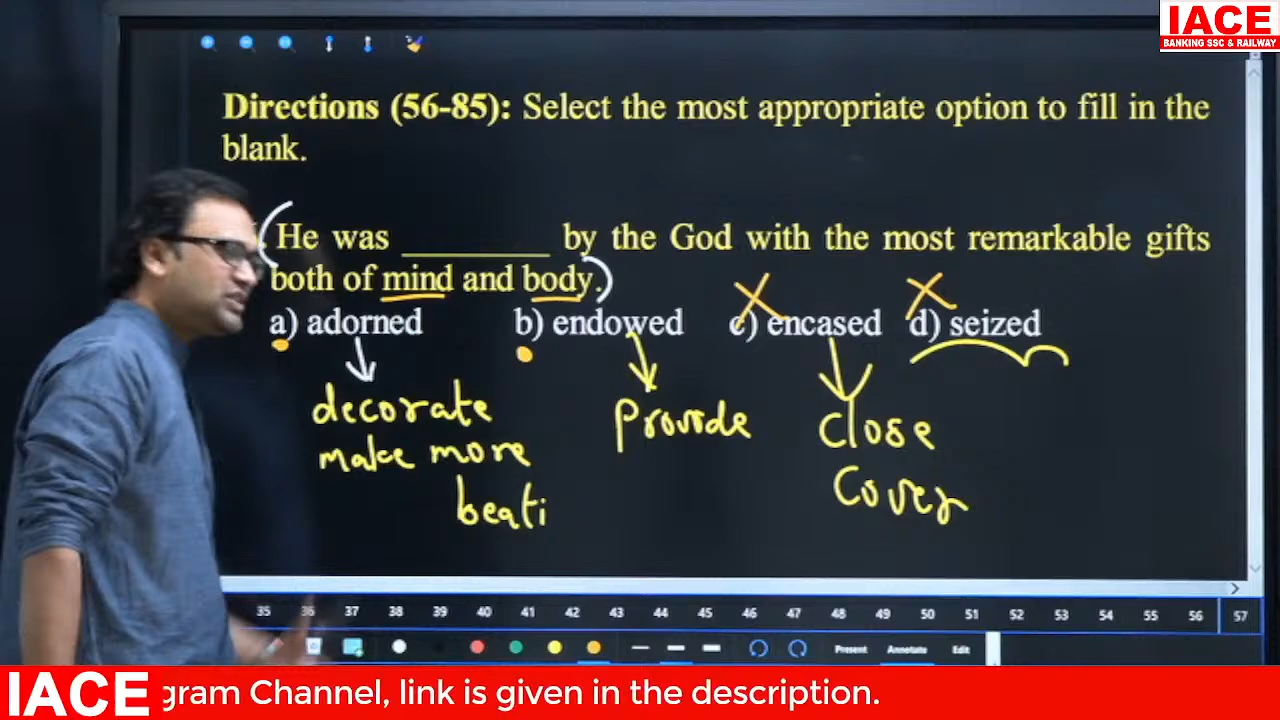 IACE
BANKING SSC & RAILWAY
Directions (56-85): Select the most appropriate option to fill in the
blank.
He was ________ by the God with the most remarkable gifts
both of mind and body.
a) adorned b) endowed c) encased d) seized
decorate
make more
beati
Provide
close
Cover
35 36 37 38 39 40 41 42 43 44 45 46 47 48 49 50 51 52 53 54 55 56 57
Present Annotate Edit
IACE gram Channel, link is given in the description.